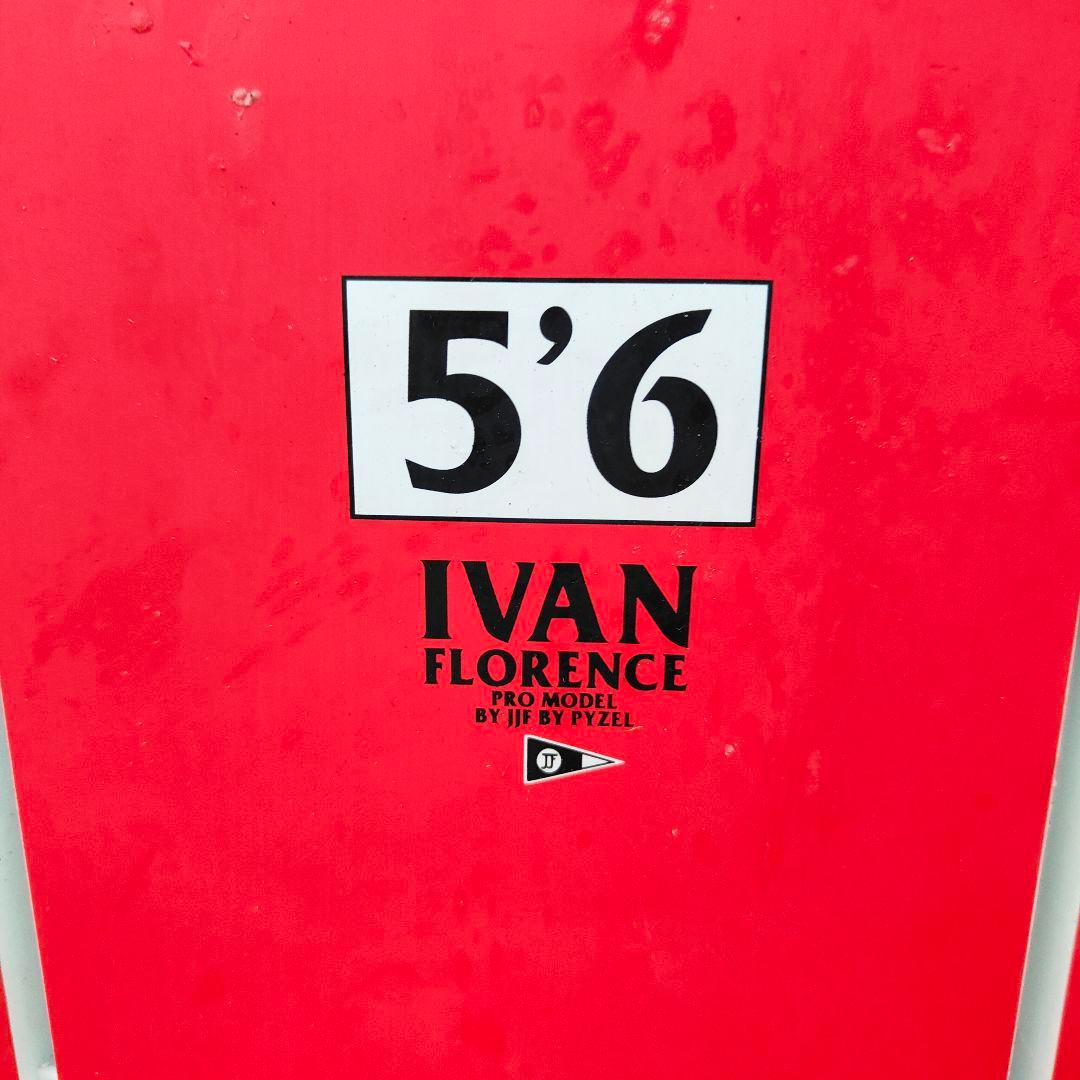 5’6
IVAN
FLORENCE
PRO MODEL
BY JJF BY PYZEL
JJF